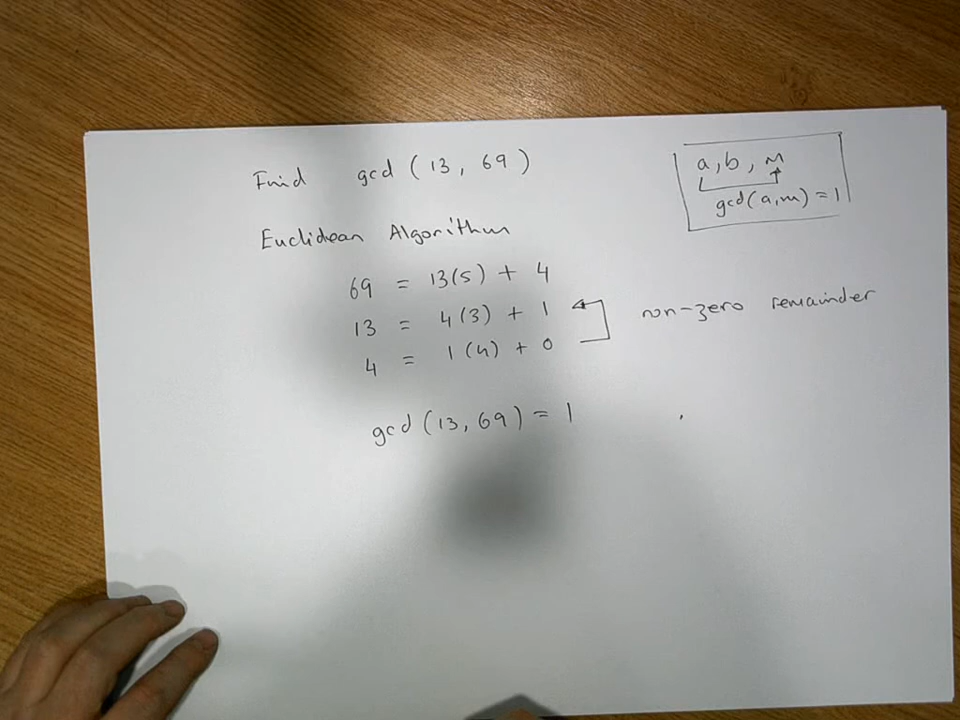 Find gcd (13, 69)
a, b, m
gcd(a,m) = 1
Euclidean Algorithm
69 = 13(5) + 4
13 = 4(3) + 1
non-zero remainder
4 = 1(4) + 0
gcd (13, 69) = 1